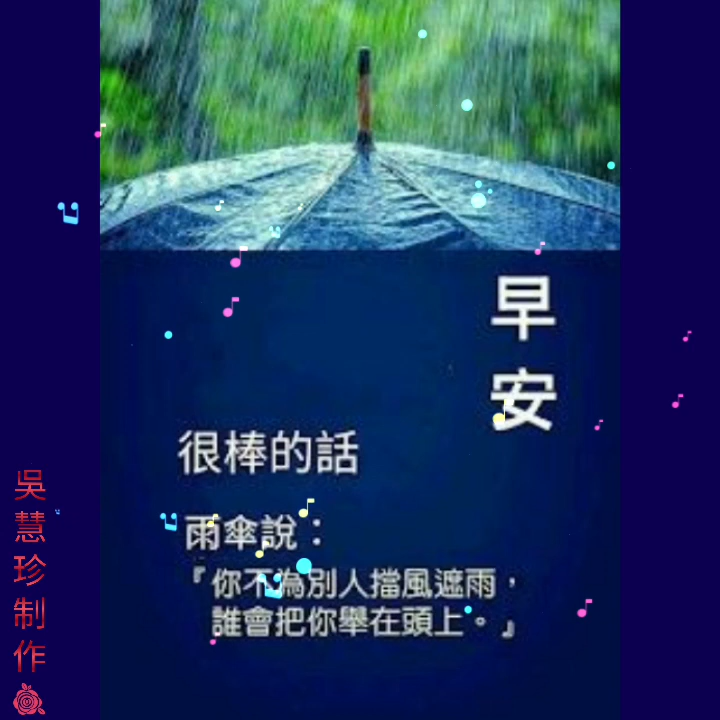 早安
很棒的話
雨傘說：
『你不為別人擋風遮雨，
誰會把你舉在頭上。』
吳慧珍制作